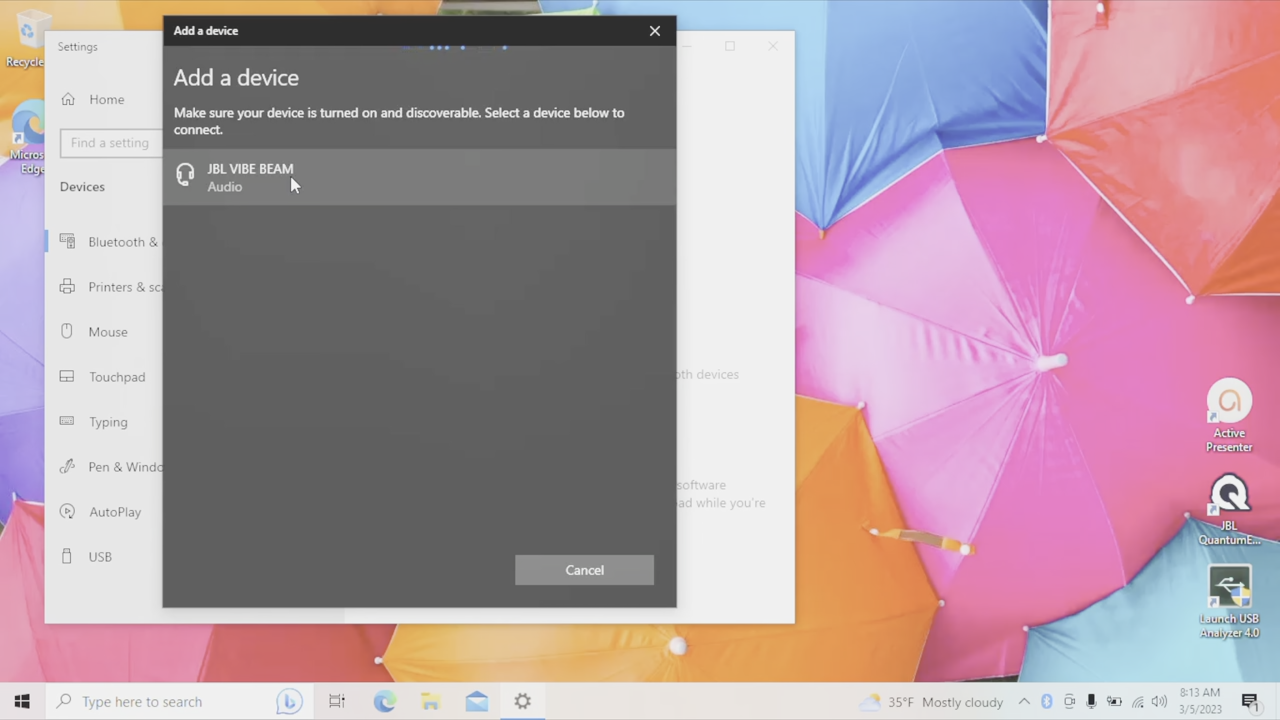 Recycle
Micros
Edge
Settings
Home
Find a setting
Devices
Bluetooth &
Printers & sca
Mouse
Touchpad
Typing
Pen & Windo
AutoPlay
USB
Add a device
Add a device
Make sure your device is turned on and discoverable. Select a device below to
connect.
JBL VIBE BEAM
Audio
Cancel
oth devices
software
ad while you're
Active
Presenter
JBL
QuantumE...
Launch USB
Analyzer 4.0
Type here to search
35°F Mostly cloudy
8:13 AM
3/5/2023
1